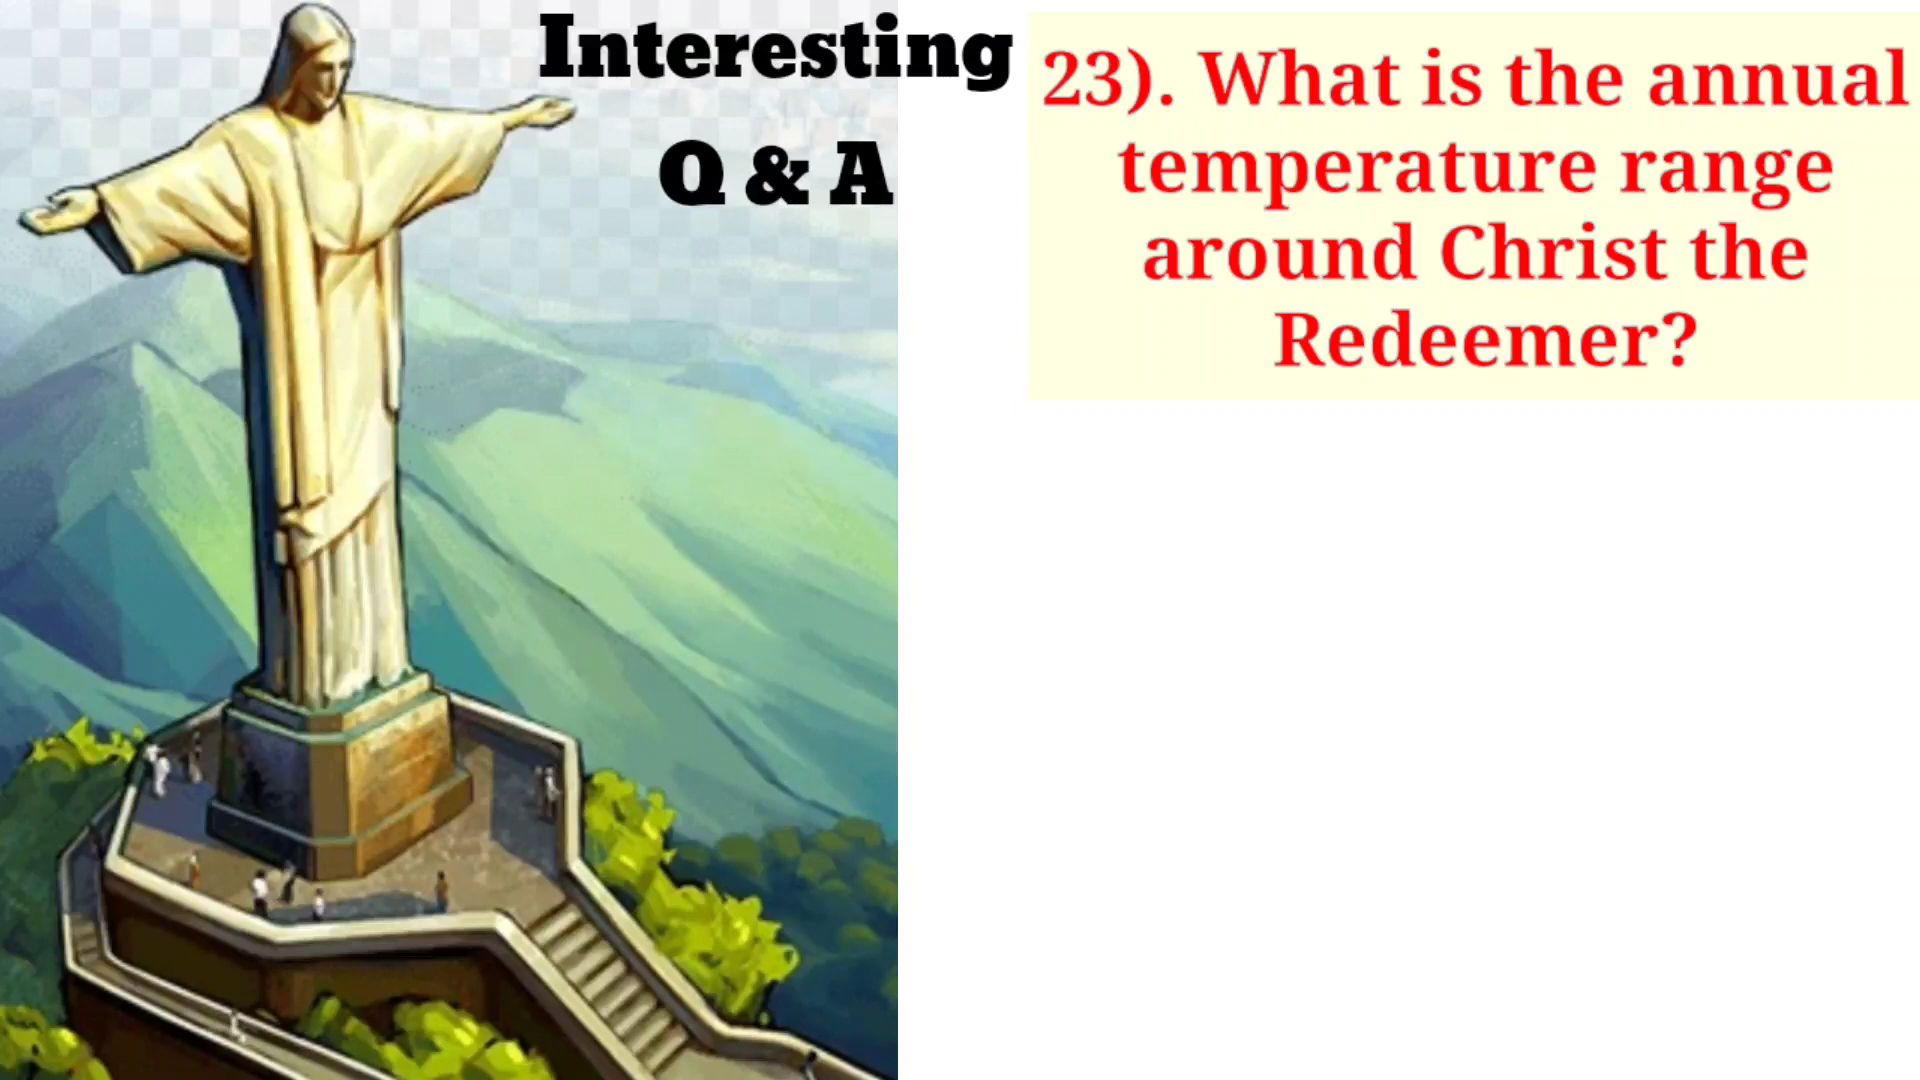 Interesting
Q & A
23). What is the annual
temperature range
around Christ the
Redeemer?